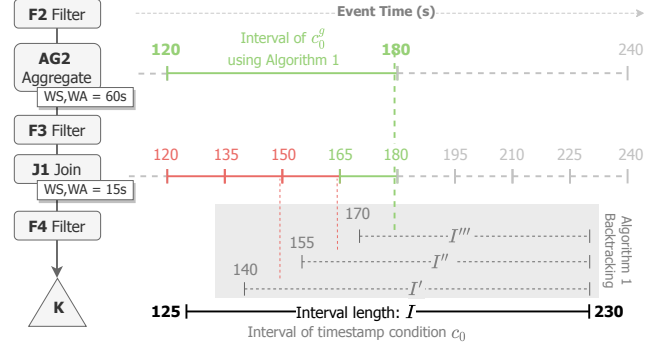 F2 Filter
Event Time (s)
AG2
Aggregate
WS,WA = 60s
120
Interval of c₀ᵍ
using Algorithm 1
180
240
F3 Filter
J1 Join
WS,WA = 15s
120 135 150 165 180 195 210 225 240
F4 Filter
170
I'''
155
I''
140
I'
Algorithm 1
Backtracking
K
125
Interval length: I
230
Interval of timestamp condition c₀